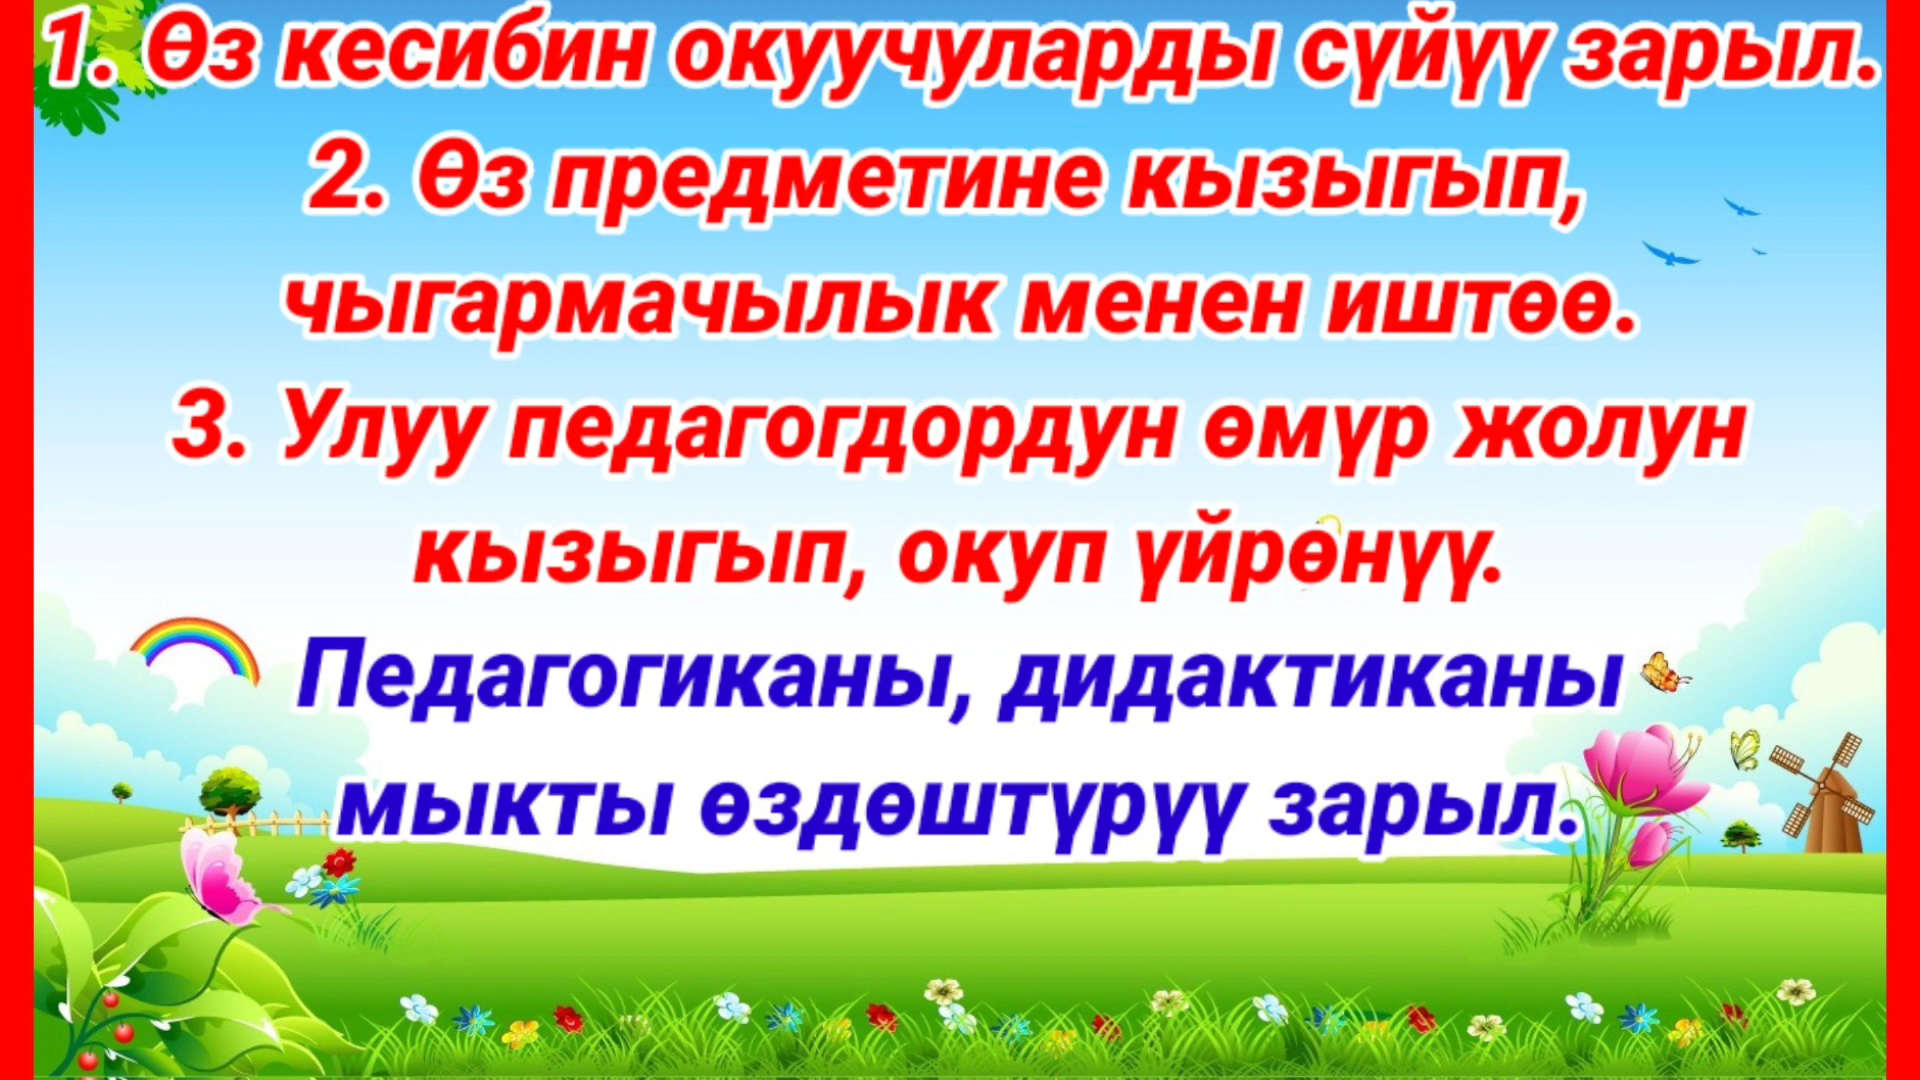 1. Өз кесибин окуучуларды сүйүү зарыл.
2. Өз предметине кызыгып,
чыгармачылык менен иштөө.
3. Улуу педагогдордун өмүр жолун
кызыгып, окуп үйрөнүү.
Педагогиканы, дидактиканы
мыкты өздөштүрүү зарыл.